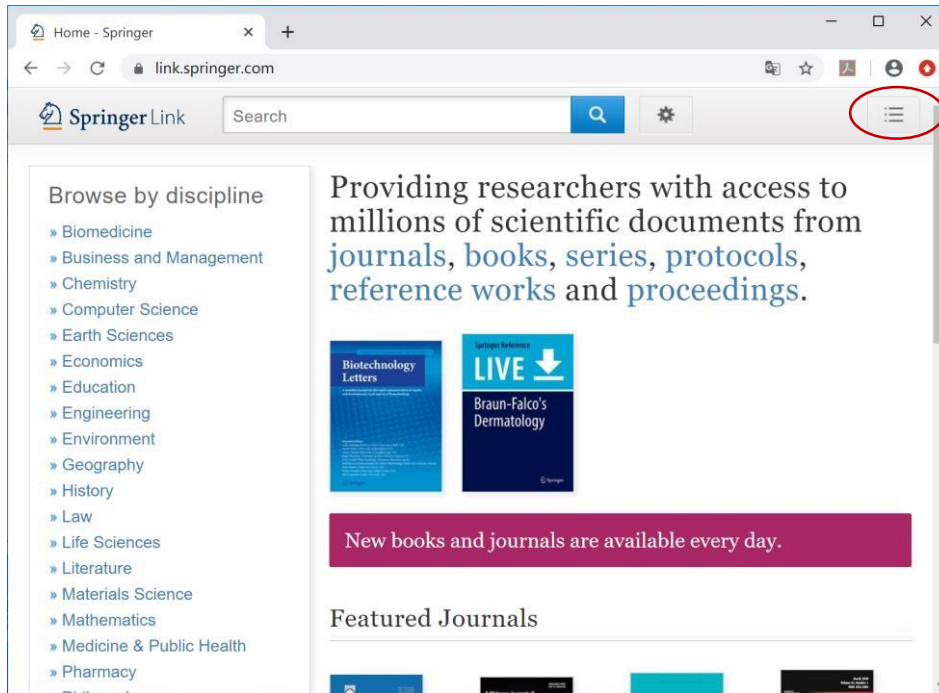 Home - Springer
link.springer.com
Springer Link
Search
Browse by discipline
» Biomedicine
» Business and Management
» Chemistry
» Computer Science
» Earth Sciences
» Economics
» Education
» Engineering
» Environment
» Geography
» History
» Law
» Life Sciences
» Literature
» Materials Science
» Mathematics
» Medicine & Public Health
» Pharmacy
Providing researchers with access to
millions of scientific documents from
journals, books, series, protocols,
reference works and proceedings.
Biotechnology
Letters
Springer Reference
LIVE
Braun-Falco's
Dermatology
Springer
New books and journals are available every day.
Featured Journals